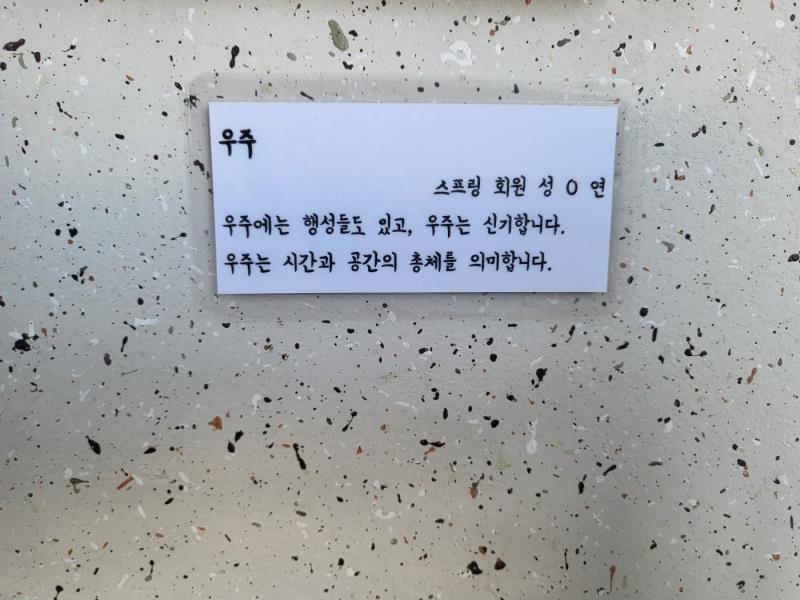 우주
스프링 회원 성 O 연
우주에는 행성들도 있고, 우주는 신기합니다.
우주는 시간과 공간의 총체를 의미합니다.